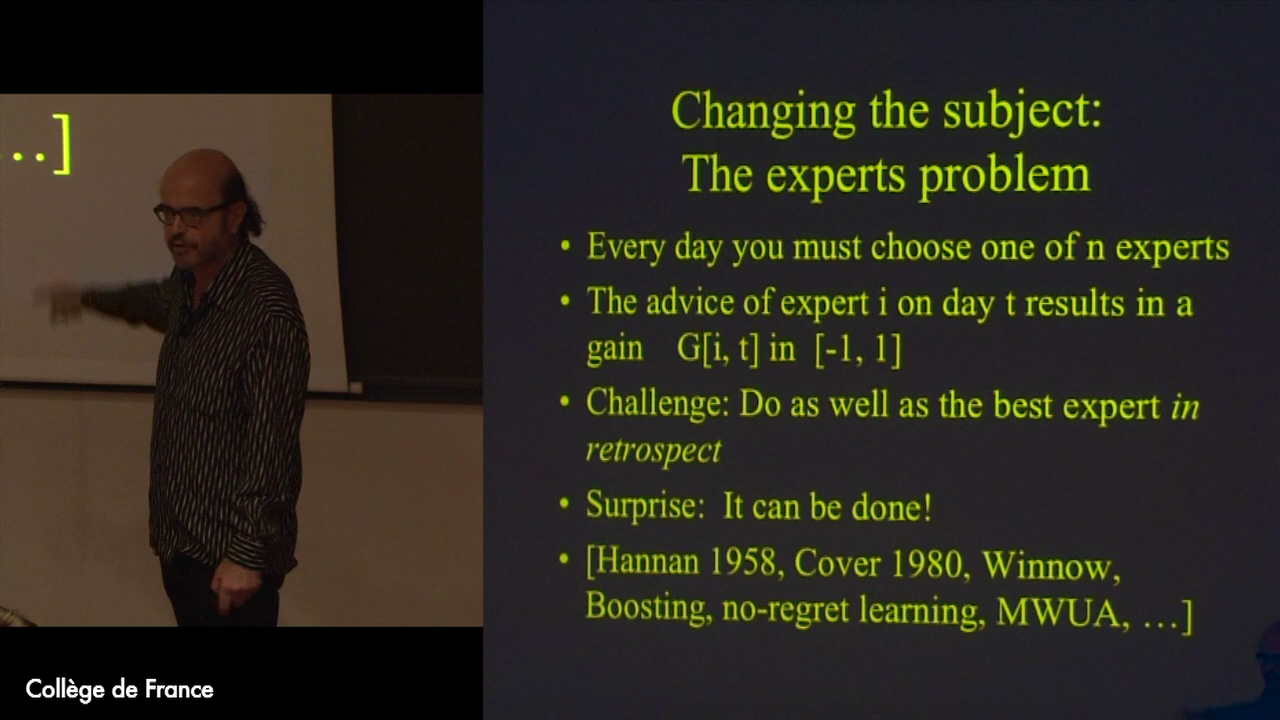 …]
Changing the subject:
The experts problem
• Every day you must choose one of n experts
• The advice of expert i on day t results in a
gain G[i, t] in [-1, 1]
• Challenge: Do as well as the best expert in
retrospect
• Surprise: It can be done!
• [Hannan 1958, Cover 1980, Winnow,
Boosting, no-regret learning, MWUA, …]
Collège de France